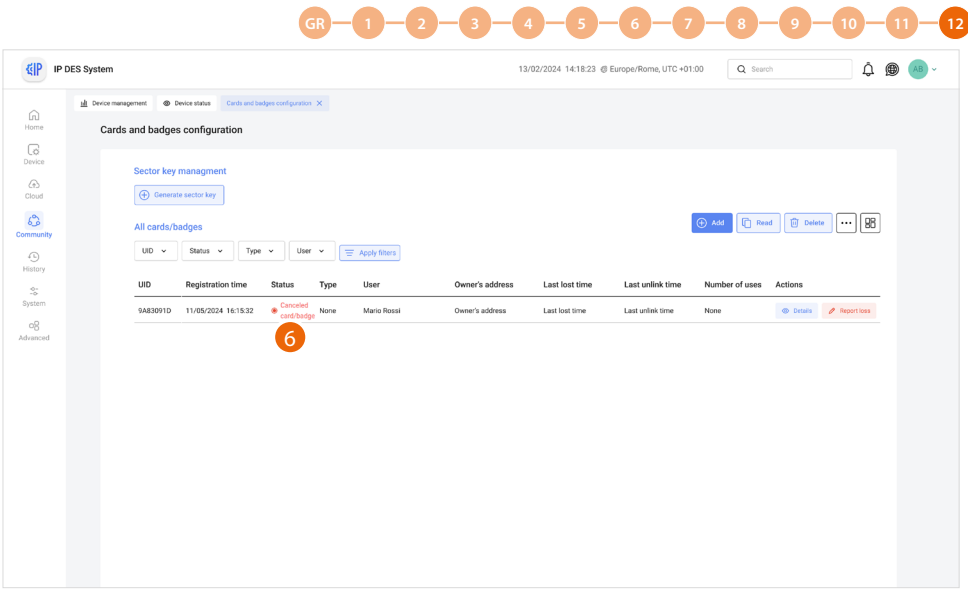 GR 1 2 3 4 5 6 7 8 9 10 11 12
IP IP DES System 13/02/2024 14:18:23 @ Europe/Rome, UTC +01:00 Search AB
Device management Device status Cards and badges configuration ×
Home
Cards and badges configuration
Device
Sector key managment
Generate sector key
Cloud
All cards/badges
Add Read Delete ...
Community
UID Status Type User Apply filters
History
UID Registration time Status Type User Owner's address Last lost time Last unlink time Number of uses Actions
System
9A83091D 11/05/2024 16:15:32 Canceled card/badge None Mario Rossi Owner's address Last lost time Last unlink time None Details Report loss
6
Advanced